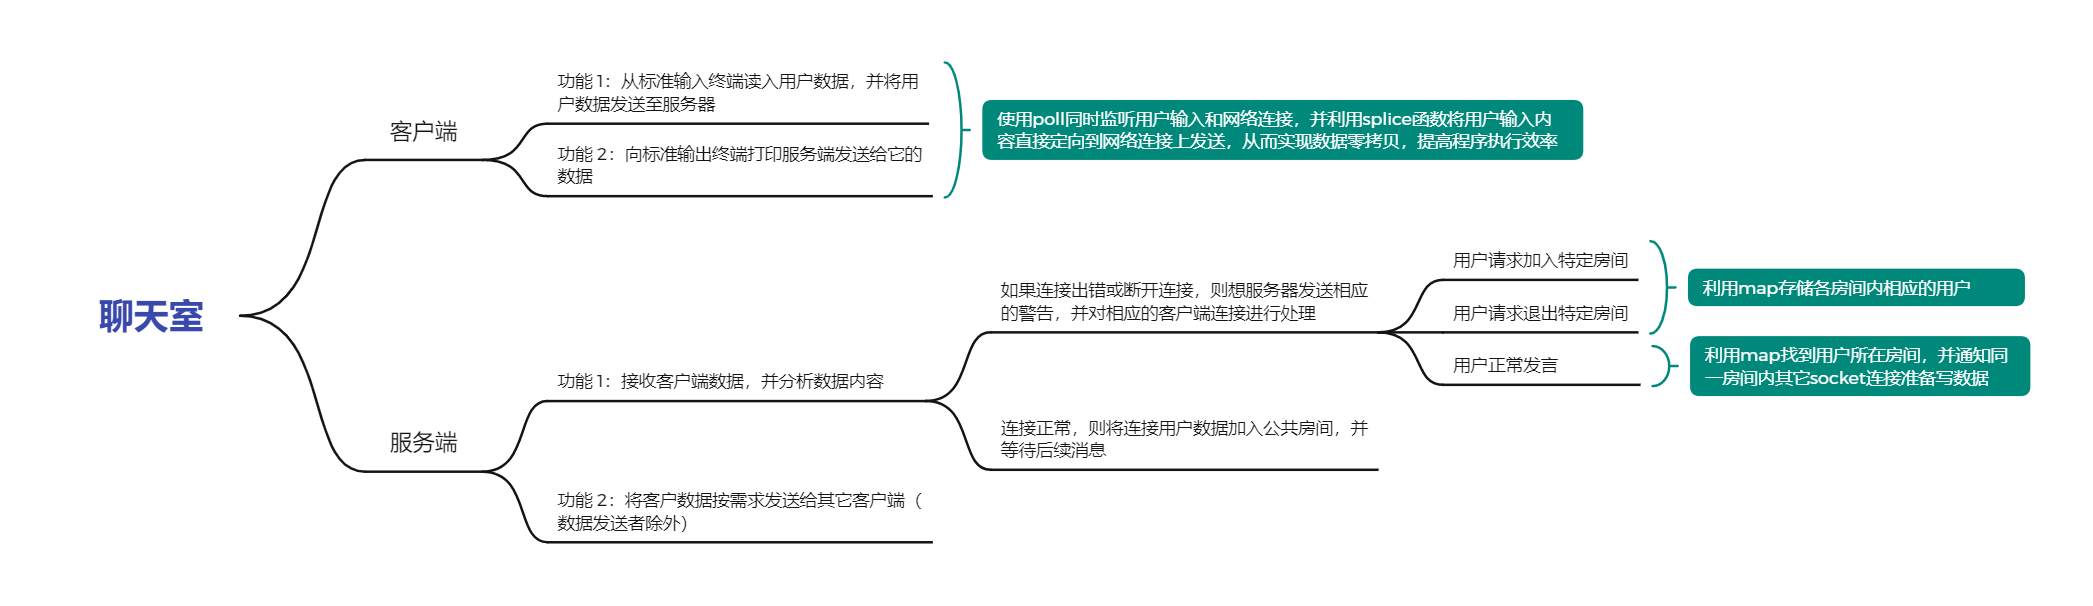 聊天室
客户端
功能 1：从标准输入终端读入用户数据，并将用
户数据发送至服务器
功能 2：向标准输出终端打印服务端发送给它的
数据
使用poll同时监听用户输入和网络连接，并利用splice函数将用户输入内
容直接定向到网络连接上发送，从而实现数据零拷贝，提高程序执行效率
服务端
功能 1：接收客户端数据，并分析数据内容
如果连接出错或断开连接，则想服务器发送相应
的警告，并对相应的客户端连接进行处理
用户请求加入特定房间
用户请求退出特定房间
利用map存储各房间内相应的用户
用户正常发言
利用map找到用户所在房间，并通知同
一房间内其它socket连接准备写数据
连接正常，则将连接用户数据加入公共房间，并
等待后续消息
功能 2：将客户数据按需求发送给其它客户端（
数据发送者除外）